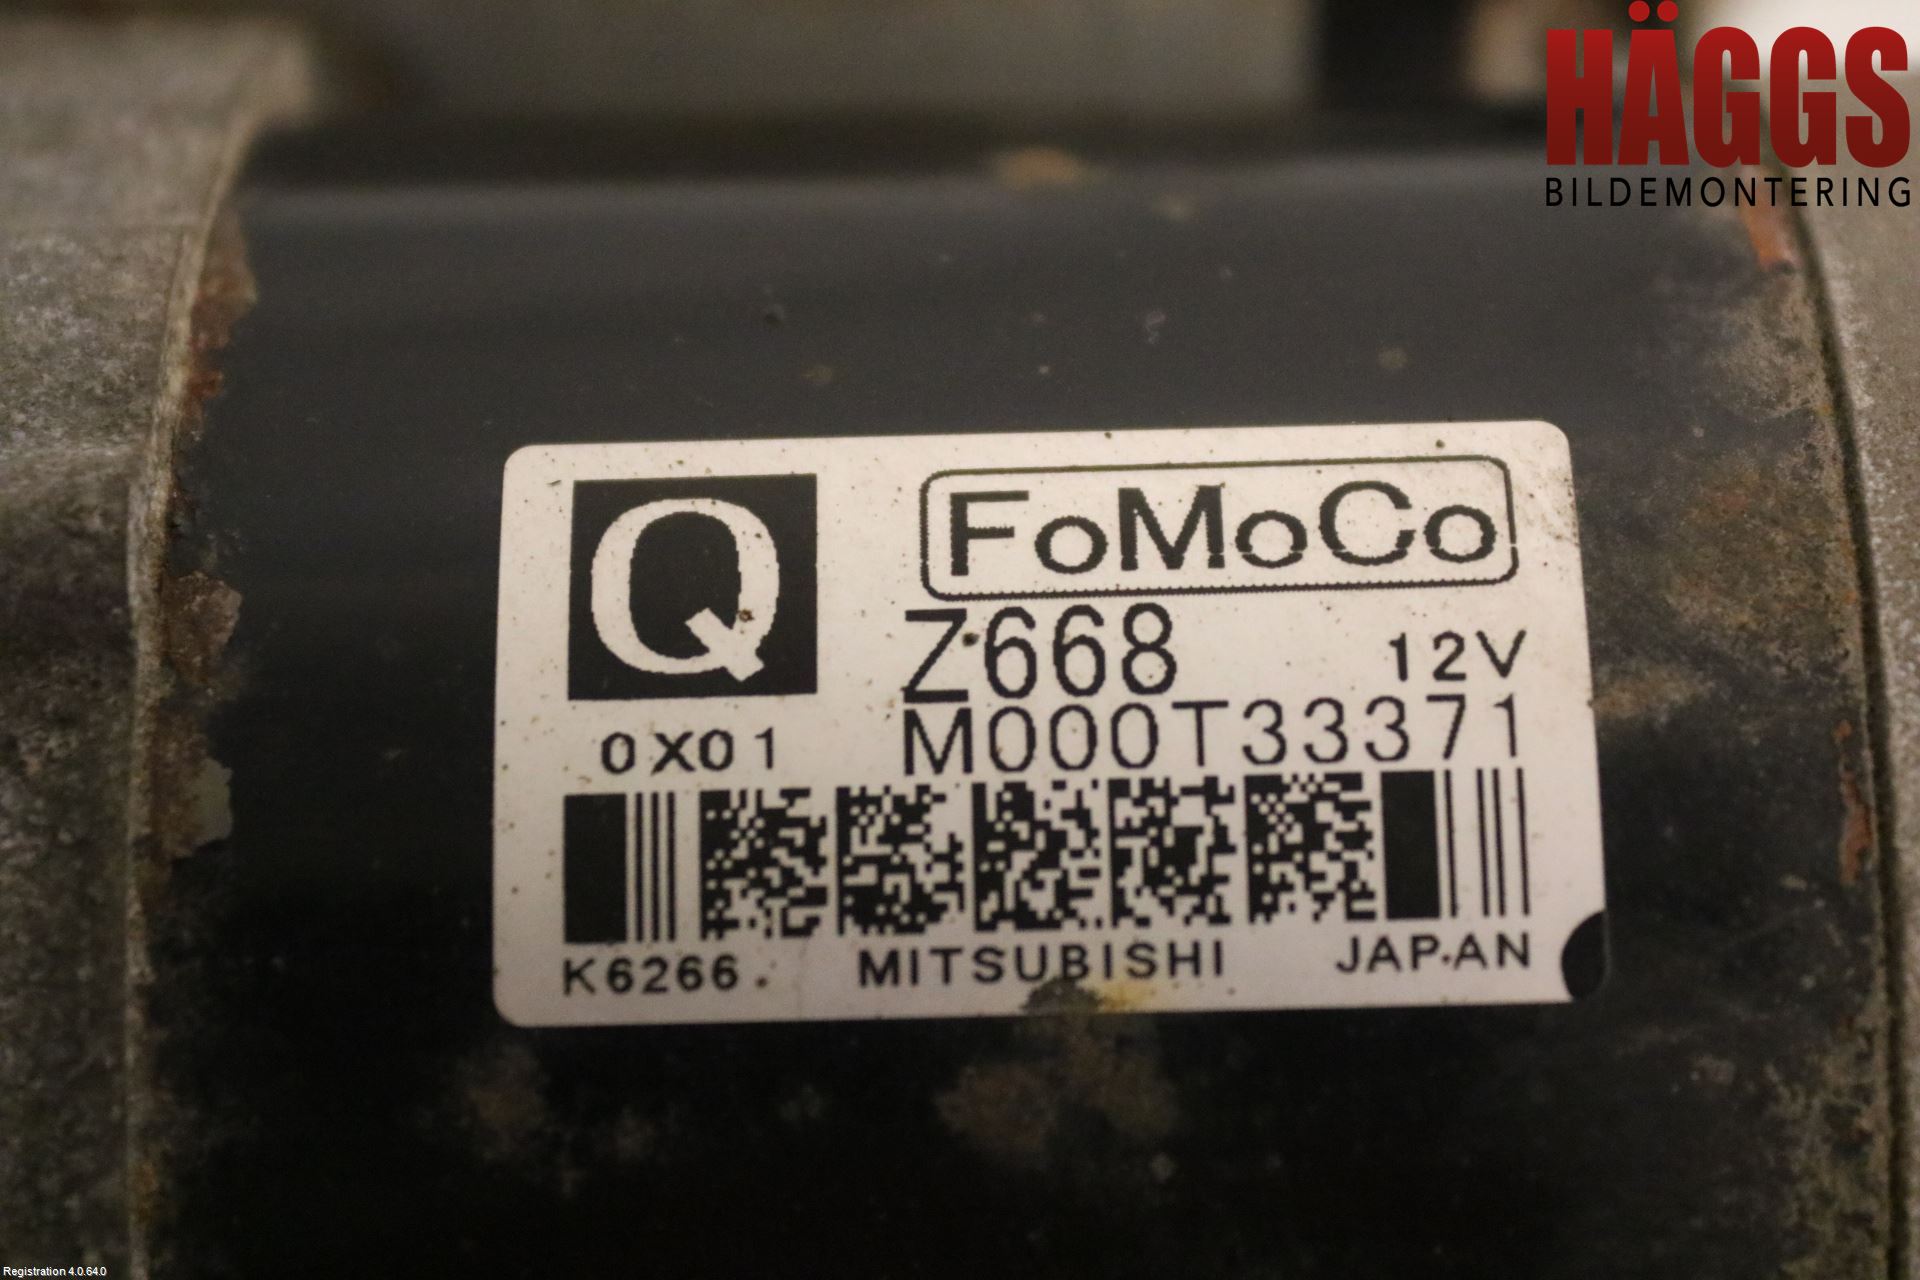 HÄGGS
BILDEMONTERING
Q
FoMoCo
Z668 12V
0X01 M000T33371
K6266 MITSUBISHI JAPAN
Registration 4.0.64.0